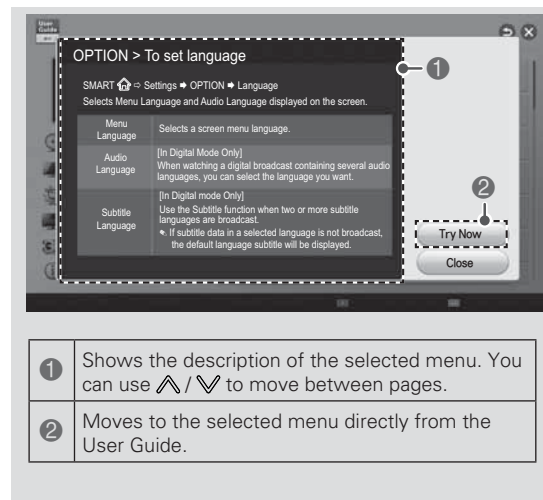 User
Guide
OPTION > To set language
SMART ⇨ Settings ➡ OPTION ➡ Language
Selects Menu Language and Audio Language displayed on the screen.
Menu
Language
Selects a screen menu language.
Audio
Language
[In Digital Mode Only]
When watching a digital broadcast containing several audio
languages, you can select the language you want.
Subtitle
Language
[In Digital mode Only]
Use the Subtitle function when two or more subtitle
languages are broadcast.
If subtitle data in a selected language is not broadcast,
the default language subtitle will be displayed.
1
2
Try Now
Close
1
Shows the description of the selected menu. You
can use / to move between pages.
2
Moves to the selected menu directly from the
User Guide.